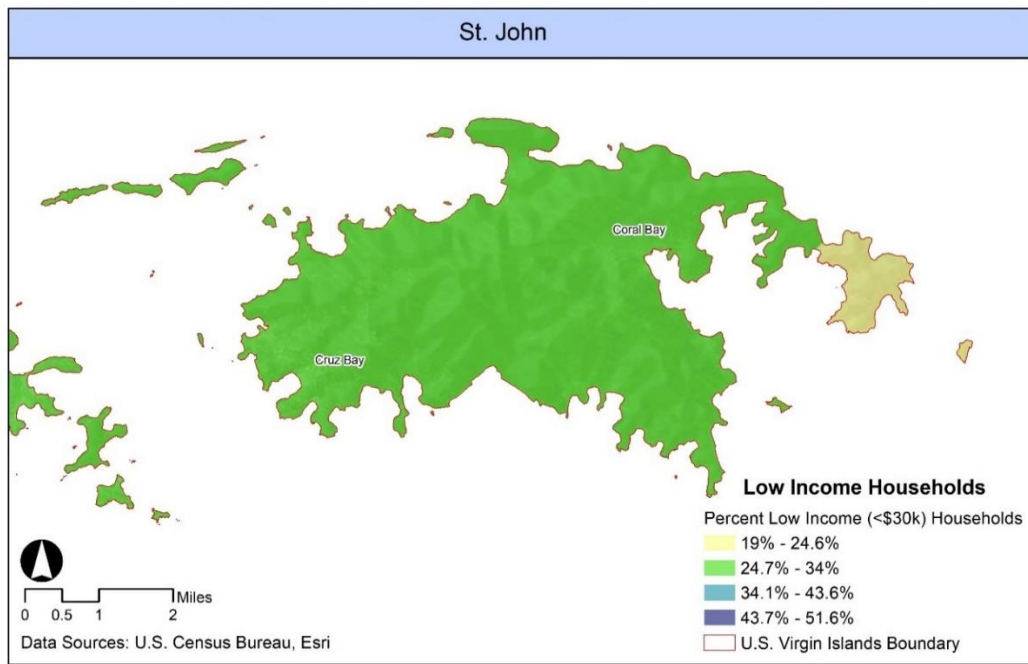 St. John
Coral Bay
Cruz Bay
Low Income Households
Percent Low Income (<$30k) Households
19% - 24.6%
24.7% - 34%
34.1% - 43.6%
43.7% - 51.6%
U.S. Virgin Islands Boundary
Miles
0 0.5 1 2
Data Sources: U.S. Census Bureau, Esri